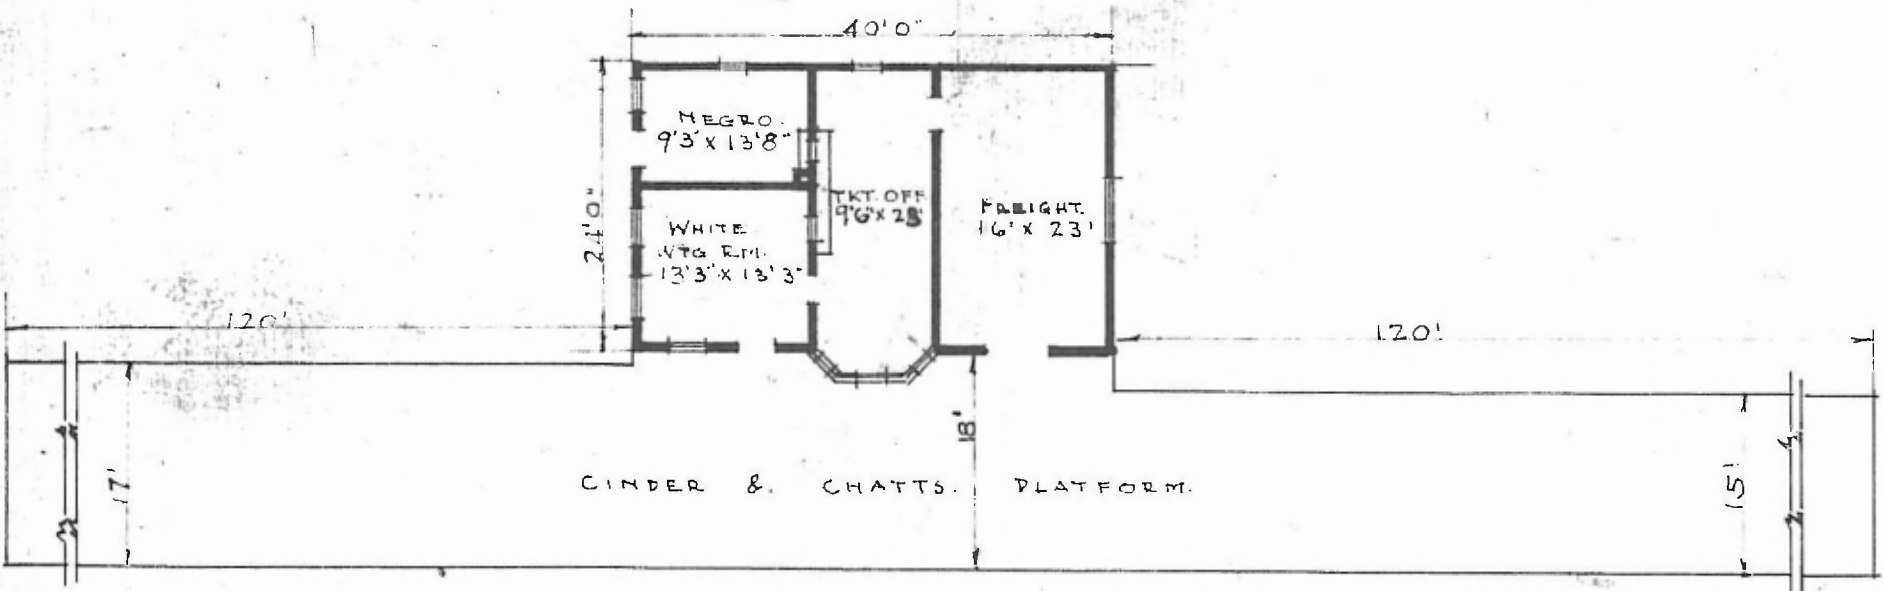 40'0"
NEGRO.
9'3" X 13'8"
24'0"
TKT. OFF
9'6" X 23'
FREIGHT.
16' X 23'
WHITE
WTG RM.
13'3" X 13'3"
120'
120'
17'
18'
15'
CINDER & CHATTS. PLATFORM.